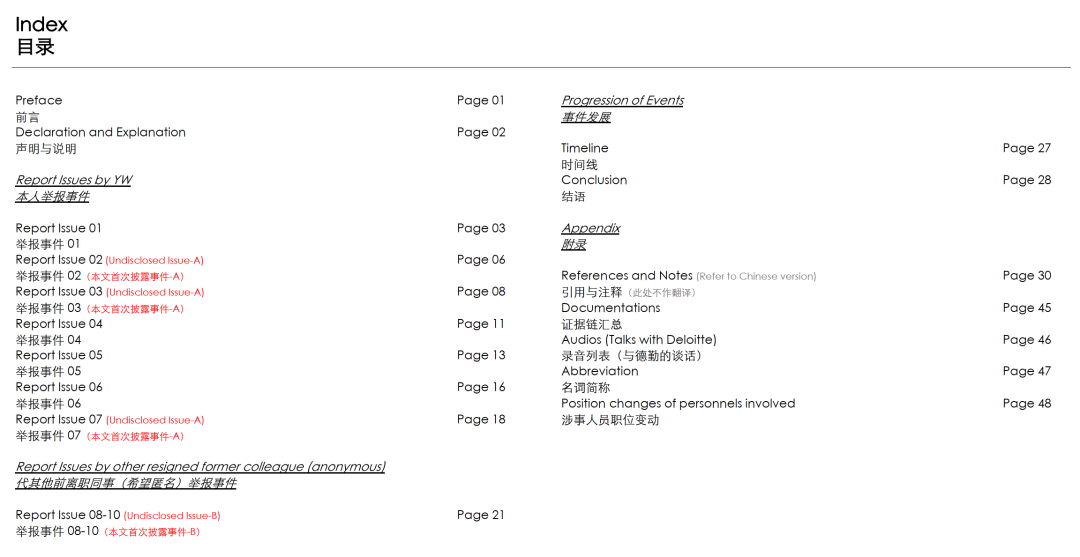 Index
目录
Preface Page 01
前言
Declaration and Explanation Page 02
声明与说明
Report Issues by YW
本人举报事件
Report Issue 01 Page 03
举报事件 01
Report Issue 02 (Undisclosed Issue-A) Page 06
举报事件 02（本文首次披露事件-A）
Report Issue 03 (Undisclosed Issue-A) Page 08
举报事件 03（本文首次披露事件-A）
Report Issue 04 Page 11
举报事件 04
Report Issue 05 Page 13
举报事件 05
Report Issue 06 Page 16
举报事件 06
Report Issue 07 (Undisclosed Issue-A) Page 18
举报事件 07（本文首次披露事件-A）
Report Issues by other resigned former colleague (anonymous)
代其他前离职同事（希望匿名）举报事件
Report Issue 08-10 (Undisclosed Issue-B) Page 21
举报事件 08-10（本文首次披露事件-B）
Progression of Events
事件发展
Timeline Page 27
时间线
Conclusion Page 28
结语
Appendix
附录
References and Notes (Refer to Chinese version) Page 30
引用与注释（此处不作翻译）
Documentations Page 45
证据链汇总
Audios (Talks with Deloitte) Page 46
录音列表（与德勤的谈话）
Abbreviation Page 47
名词简称
Position changes of personnels involved Page 48
涉事人员职位变动